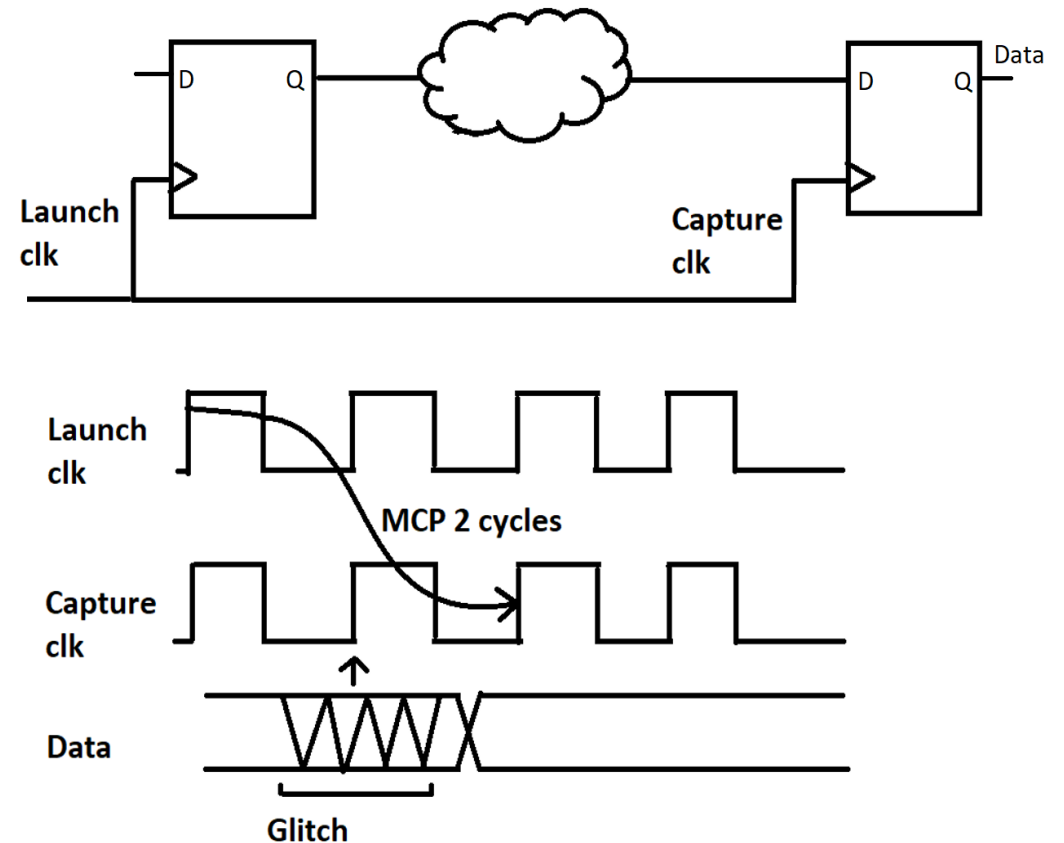 D
Q
D
Q
Data
Launch
clk
Capture
clk
Launch
clk
MCP 2 cycles
Capture
clk
Data
Glitch